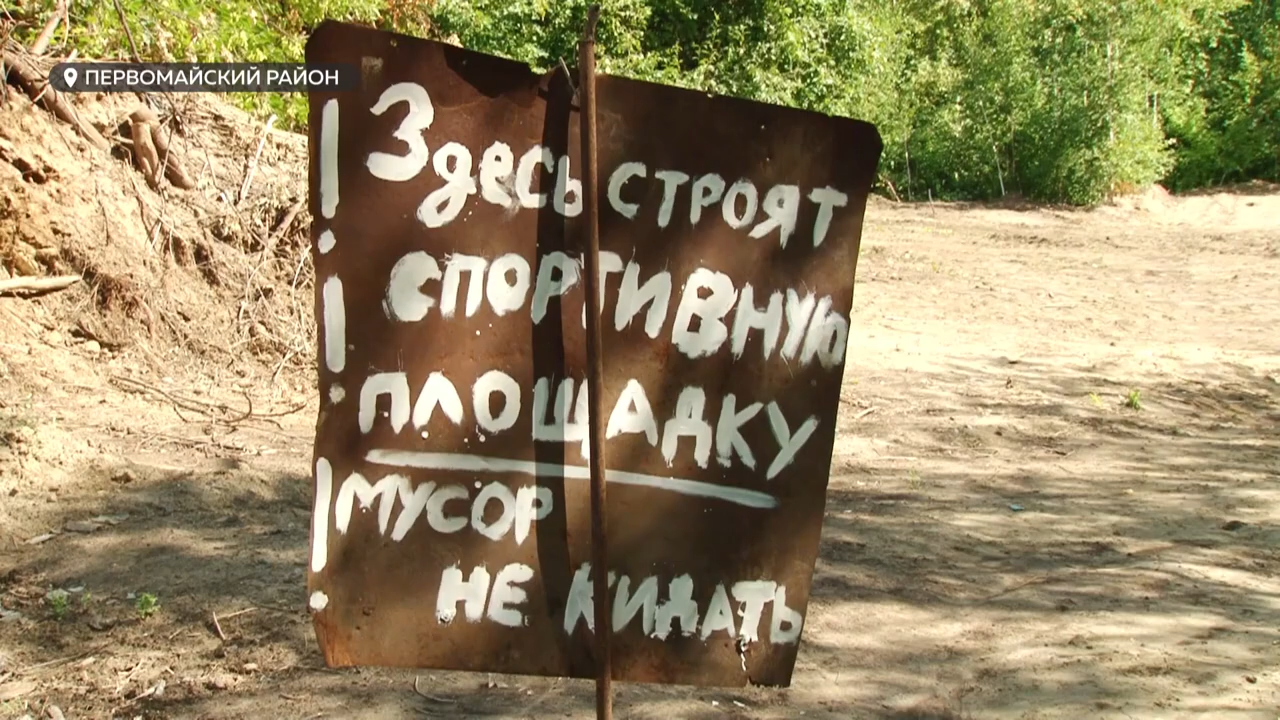 ПЕРВОМАЙСКИЙ РАЙОН
! Здесь строят
! спортивную
площадку
! мусор
не кидать